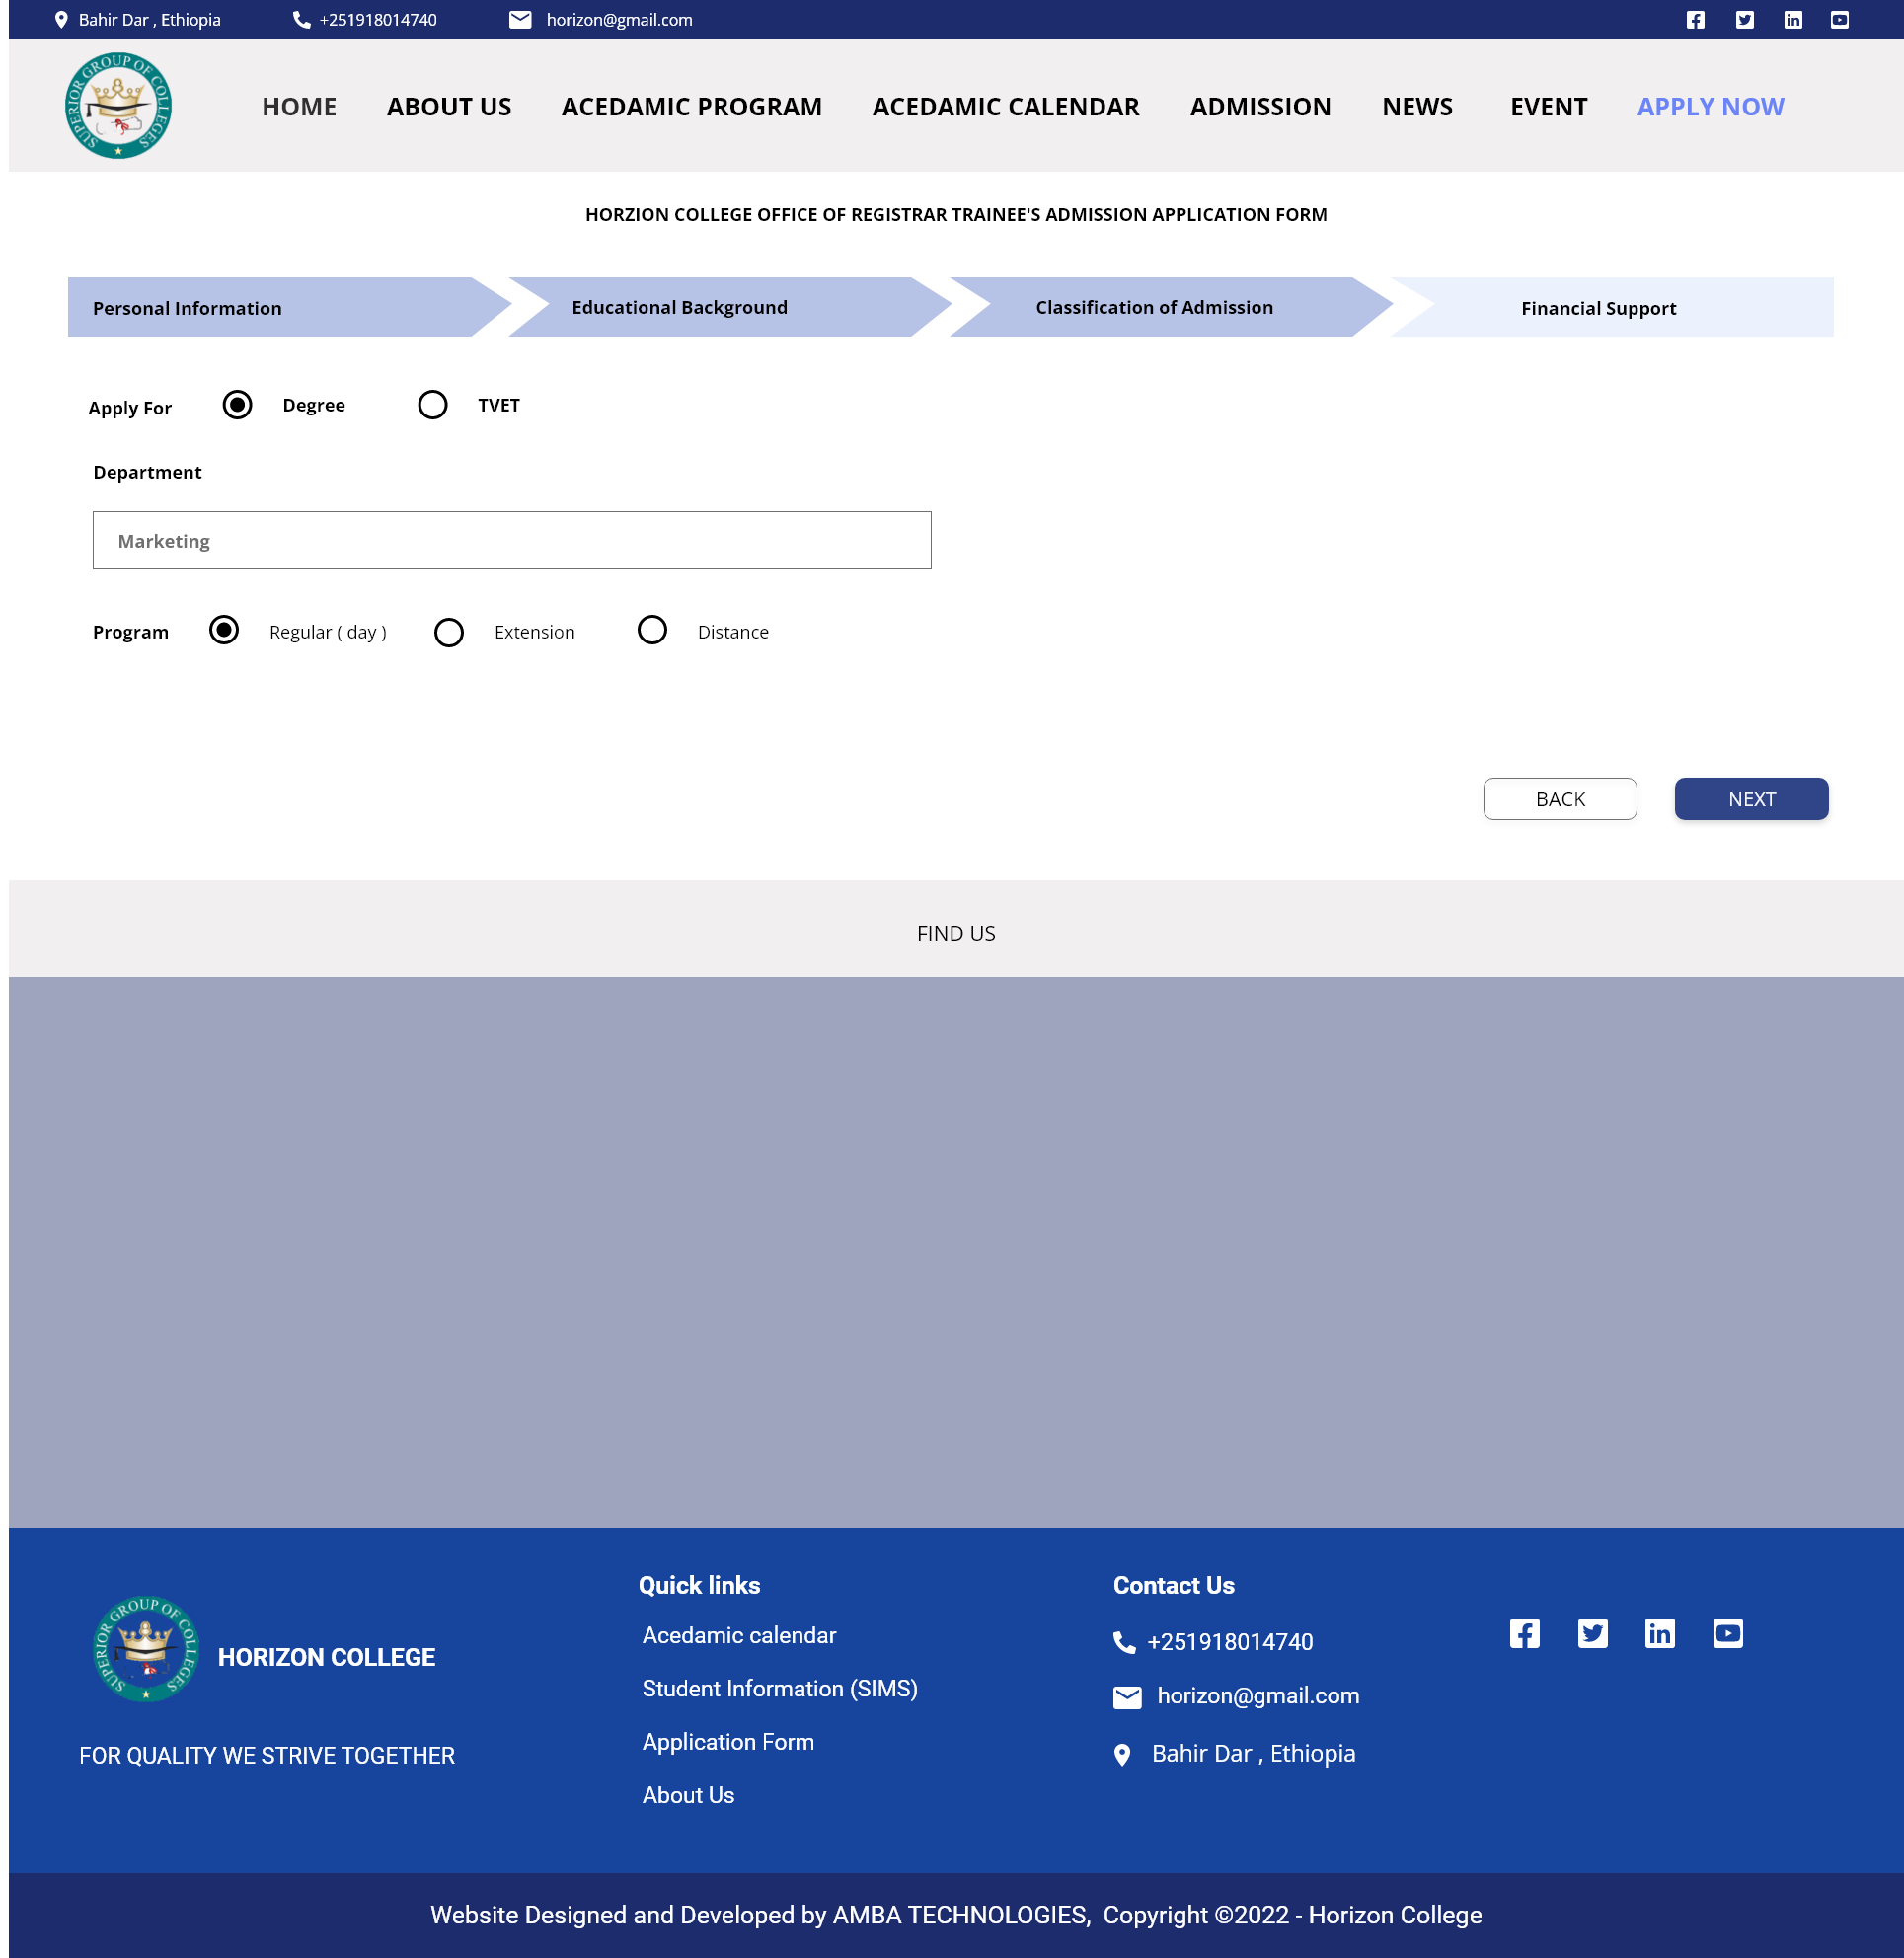 Bahir Dar , Ethiopia +251918014740 horizon@gmail.com
SUPERIOR GROUP OF COLLEGES
HOME ABOUT US ACEDAMIC PROGRAM ACEDAMIC CALENDAR ADMISSION NEWS EVENT APPLY NOW
HORZION COLLEGE OFFICE OF REGISTRAR TRAINEE'S ADMISSION APPLICATION FORM
Personal Information Educational Background Classification of Admission Financial Support
Apply For Degree TVET
Department
Marketing
Program Regular ( day ) Extension Distance
BACK NEXT
FIND US
SUPERIOR GROUP OF COLLEGES
HORIZON COLLEGE
FOR QUALITY WE STRIVE TOGETHER
Quick links
Acedamic calendar
Student Information (SIMS)
Application Form
About Us
Contact Us
+251918014740
horizon@gmail.com
Bahir Dar , Ethiopia
Website Designed and Developed by AMBA TECHNOLOGIES, Copyright ©2022 - Horizon College